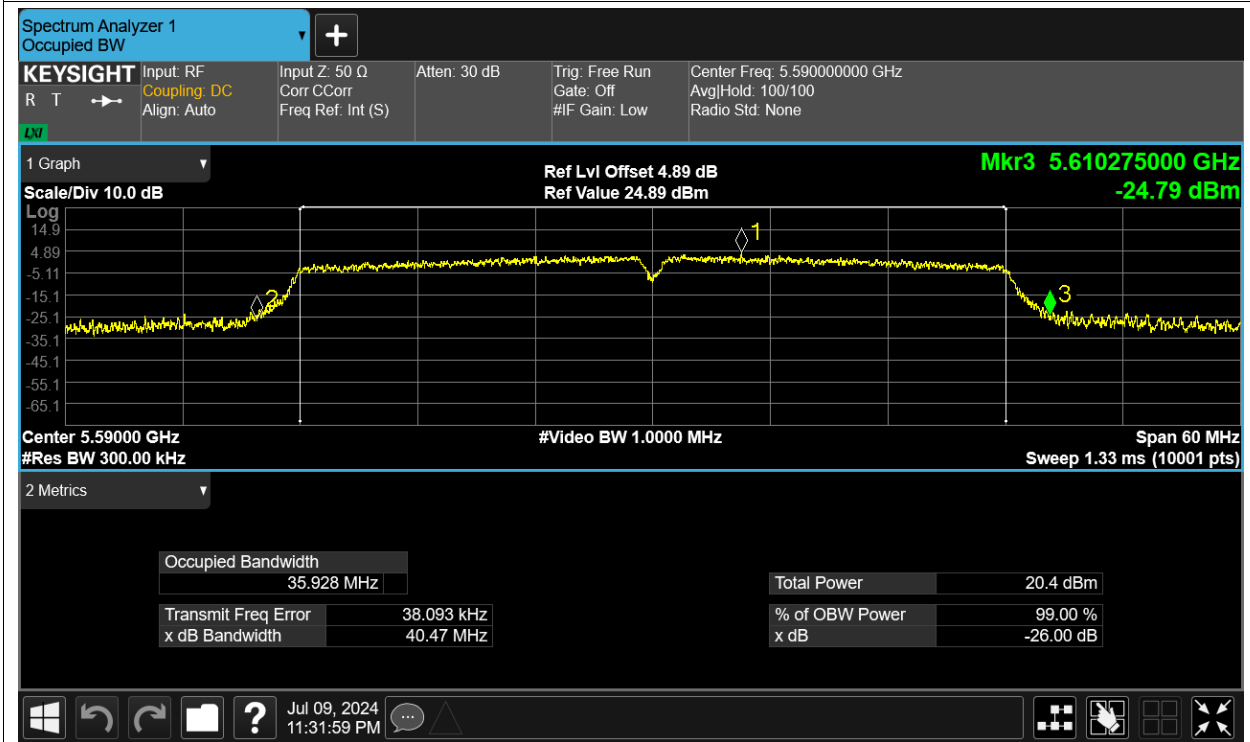 Spectrum Analyzer 1
Occupied BW
KEYSIGHT
R T
LXI
Input: RF
Coupling: DC
Align: Auto
Input Z: 50 Ω
Corr CCorr
Freq Ref: Int (S)
Atten: 30 dB
Trig: Free Run
Gate: Off
#IF Gain: Low
Center Freq: 5.590000000 GHz
Avg|Hold: 100/100
Radio Std: None
1 Graph
Scale/Div 10.0 dB
Ref Lvl Offset 4.89 dB
Ref Value 24.89 dBm
Mkr3 5.610275000 GHz
-24.79 dBm
Log
14.9
4.89
-5.11
-15.1
-25.1
-35.1
-45.1
-55.1
-65.1
1
2
3
Center 5.59000 GHz
#Video BW 1.0000 MHz
Span 60 MHz
#Res BW 300.00 kHz
Sweep 1.33 ms (10001 pts)
2 Metrics
Occupied Bandwidth
35.928 MHz
Transmit Freq Error 38.093 kHz
x dB Bandwidth 40.47 MHz
Total Power 20.4 dBm
% of OBW Power 99.00 %
x dB -26.00 dB
?
Jul 09, 2024
11:31:59 PM